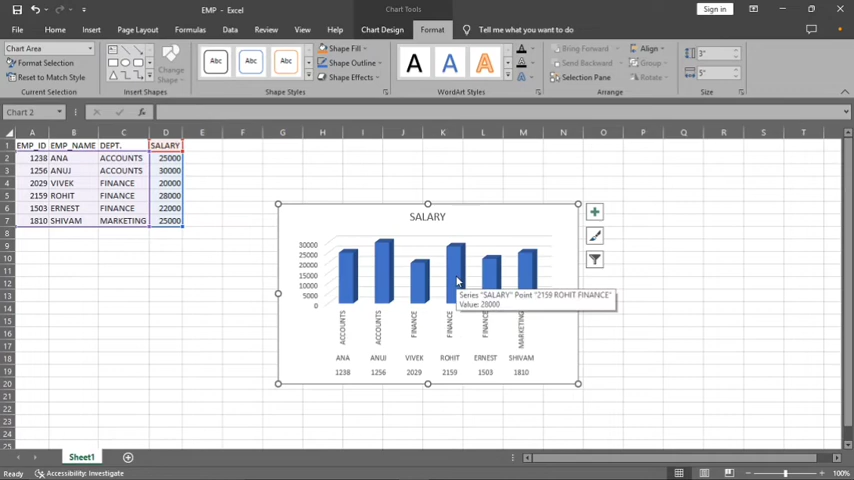 EMP - Excel
Chart Tools
Sign in
File
Home
Insert
Page Layout
Formulas
Data
Review
View
Help
Chart Design
Format
Tell me what you want to do
Chart Area
Format Selection
Reset to Match Style
Current Selection
Change
Shape
Insert Shapes
Abc
Abc
Abc
Shape Fill
Shape Outline
Shape Effects
Shape Styles
A
A
A
WordArt Styles
Bring Forward
Send Backward
Selection Pane
Align
Group
Rotate
Arrange
3"
5"
Size
Chart 2
fx
A B C D E F G H I J K L M N O P Q R S T
1 EMP_ID EMP_NAME DEPT. SALARY
2 1238 ANA ACCOUNTS 25000
3 1256 ANUJ ACCOUNTS 30000
4 2029 VIVEK FINANCE 20000
5 2159 ROHIT FINANCE 28000
6 1503 ERNEST FINANCE 22000
7 1810 SHIVAM MARKETING 25000
8
9
10
11
12
13
14
15
16
17
18
19
20
21
22
23
24
25
SALARY
30000
25000
20000
15000
10000
5000
0
Series "SALARY" Point "2159 ROHIT FINANCE"
Value: 28000
ACCOUNTS ACCOUNTS FINANCE FINANCE FINANCE MARKETING
ANA ANUJ VIVEK ROHIT ERNEST SHIVAM
1238 1256 2029 2159 1503 1810
Sheet1
Ready
Accessibility: Investigate
100%